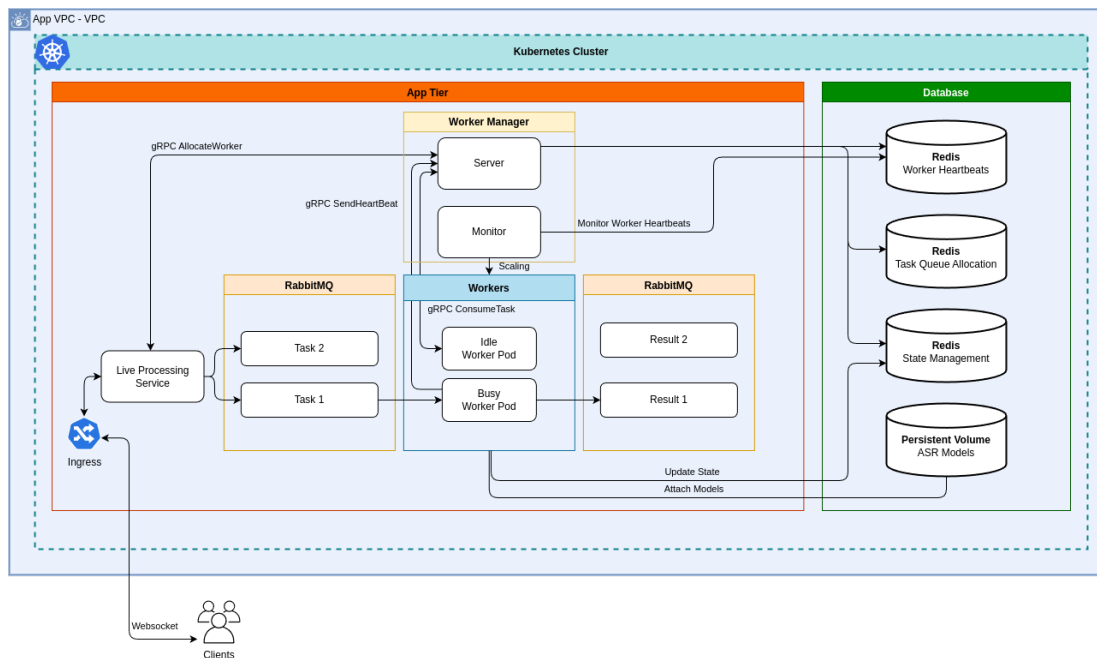 App VPC - VPC
Kubernetes Cluster
App Tier
Database
Worker Manager
gRPC AllocateWorker
Server
Redis
Worker Heartbeats
gRPC SendHeartBeat
Monitor
Monitor Worker Heartbeats
Redis
Task Queue Allocation
Scaling
RabbitMQ
Workers
RabbitMQ
gRPC ConsumeTask
Task 2
Idle
Worker Pod
Result 2
Redis
State Management
Live Processing
Service
Task 1
Busy
Worker Pod
Result 1
Persistent Volume
ASR Models
Ingress
Update State
Attach Models
Websocket
Clients